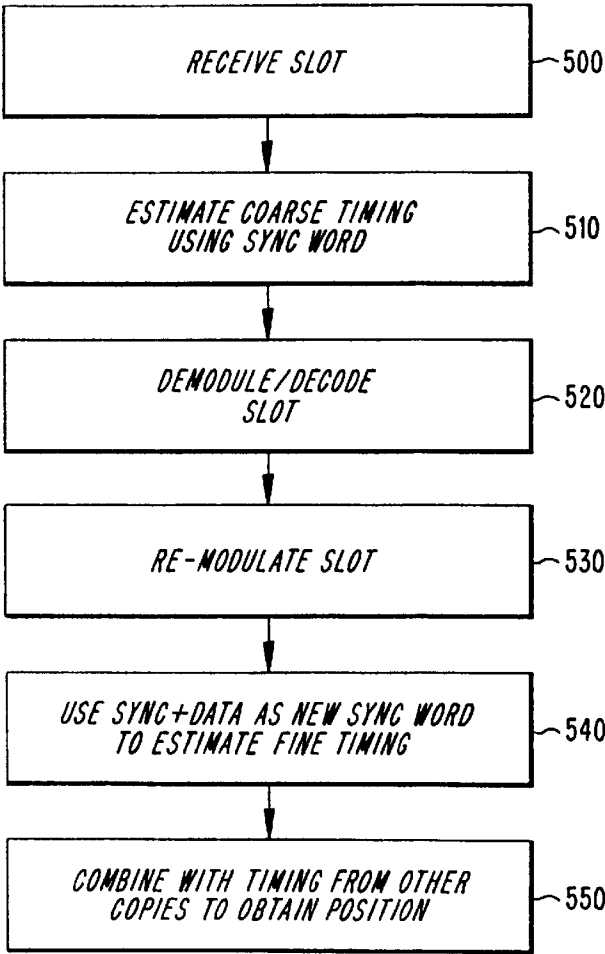 RECEIVE SLOT
500
ESTIMATE COARSE TIMING
USING SYNC WORD
510
DEMODULE/DECODE
SLOT
520
RE-MODULATE SLOT
530
USE SYNC+DATA AS NEW SYNC WORD
TO ESTIMATE FINE TIMING
540
COMBINE WITH TIMING FROM OTHER
COPIES TO OBTAIN POSITION
550